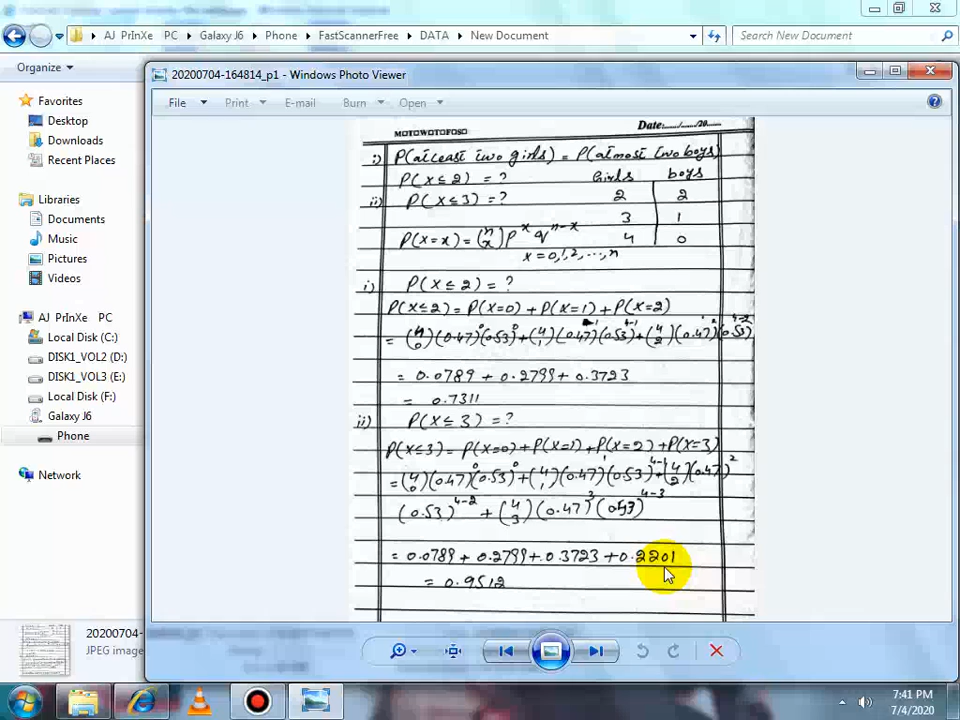 AJ PrInXe PC Galaxy J6 Phone FastScannerFree DATA New Document
Search New Document
Organize
Favorites
Desktop
Downloads
Recent Places
Libraries
Documents
Music
Pictures
Videos
AJ PrInXe PC
Local Disk (C:)
DISK1_VOL2 (D:)
DISK1_VOL3 (E:)
Local Disk (F:)
Galaxy J6
Phone
Network
20200704-164814_p1 - Windows Photo Viewer
File Print E-mail Burn Open
MOTOWOTOFOSO Date:....../....../20......
i) P(atleast two girls) = P(atmost two boys)
P(x≤2) = ? Girls boys
ii) P(x≤3) = ? 2 2
3 1
P(X=x) = (n x) p^x q^n-x 4 0
x=0,1,2,...,n
i) P(x≤2) = ?
P(x≤2) = P(x=0) + P(x=1) + P(x=2)
= (4 0)(0.47)^0(0.53)^0+(4 1)(0.47)(0.53)^4-1+(4 2)(0.47)^2(0.53)^4-2
= 0.0789 + 0.2799 + 0.3723
= 0.7311
ii) P(x≤3) = ?
P(x≤3) = P(x=0) + P(x=1) + P(x=2) + P(x=3)
=(4 0)(0.47)^0(0.53)^0+(4 1)(0.47)^1(0.53)^4-1+(4 2)(0.47)^2
(0.53)^4-2 + (4 3)(0.47)^3(0.53)^4-3
= 0.0789 + 0.2799+0.3723 +0.2201
= 0.9512
20200704-
JPEG image
7:41 PM
7/4/2020